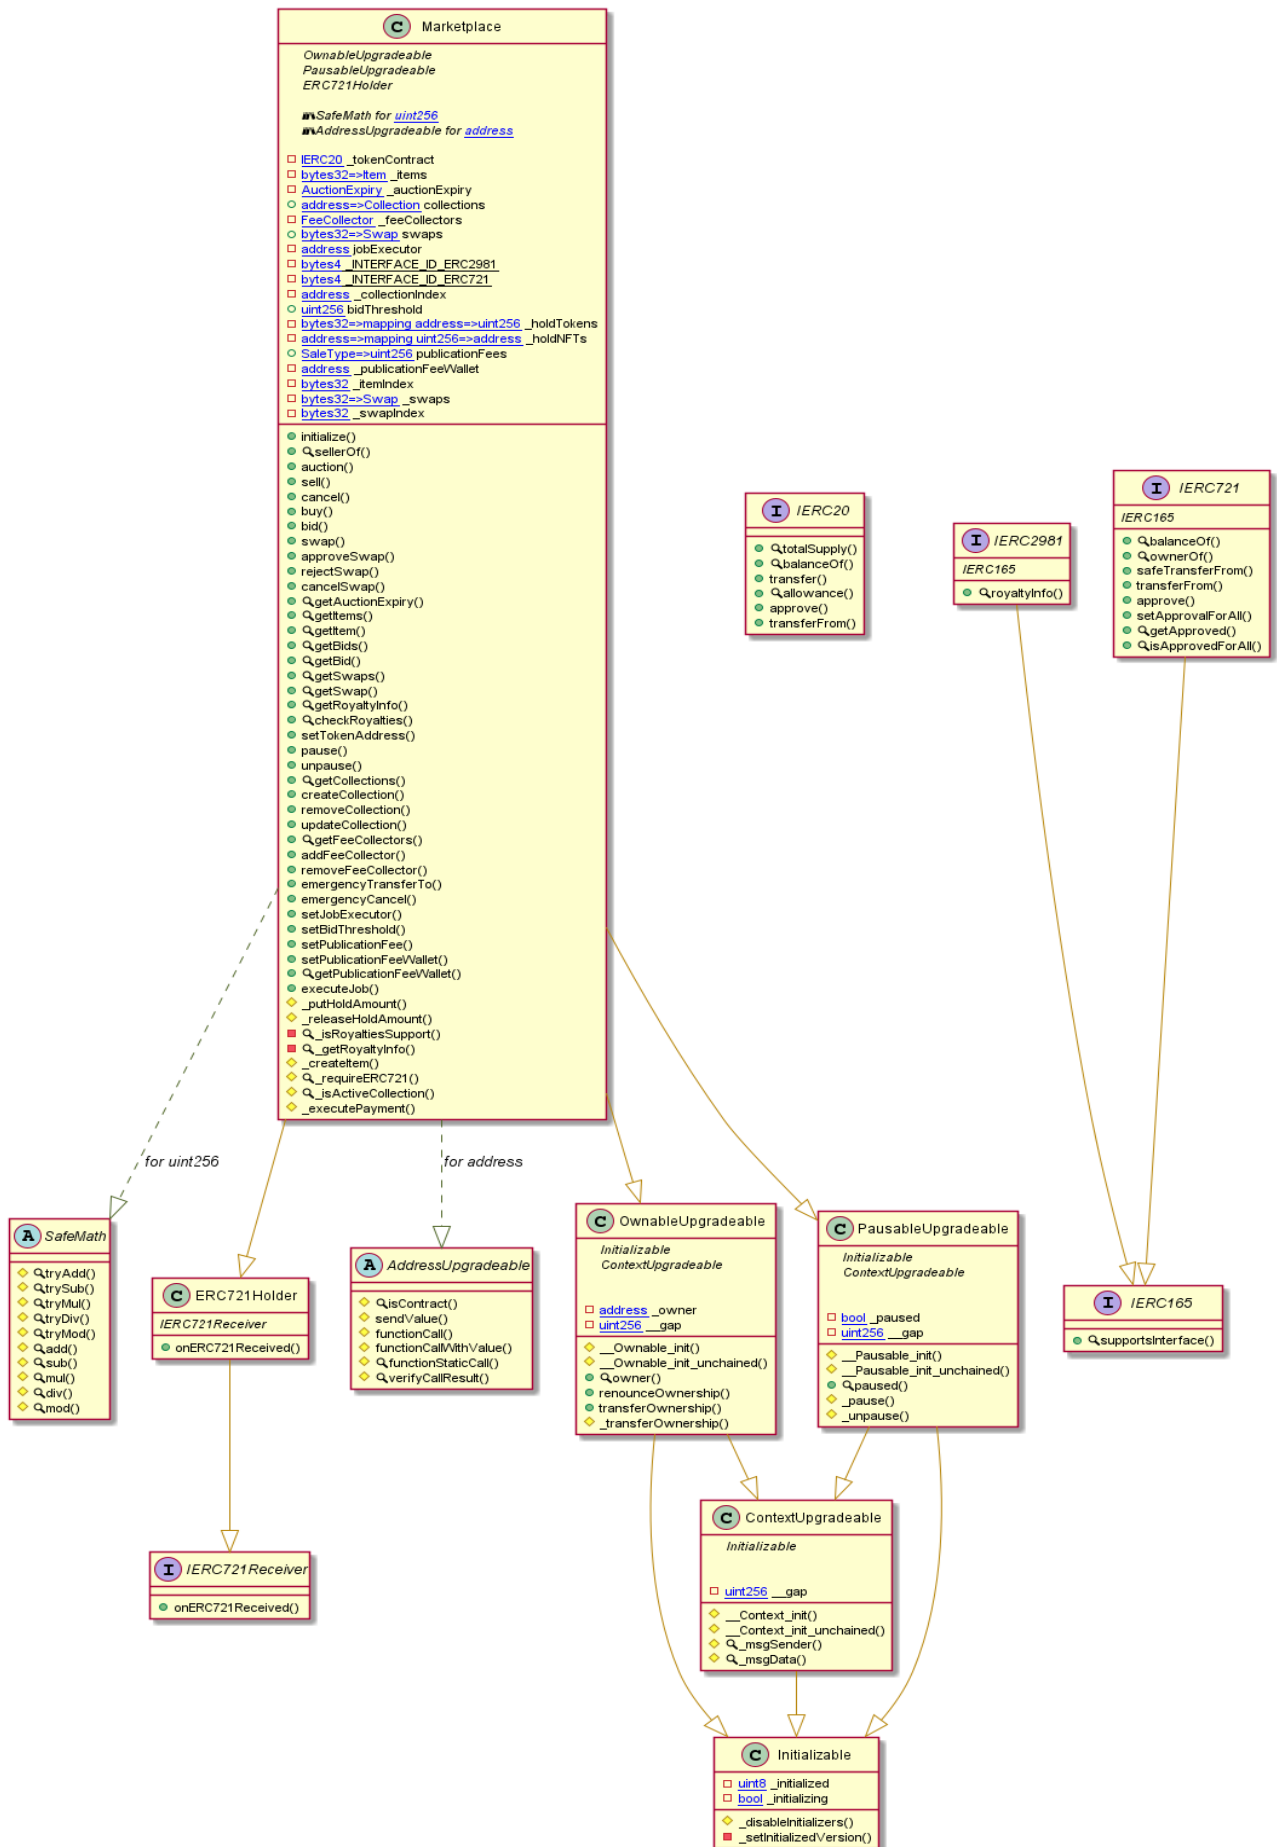 C Marketplace
OwnableUpgradeable
PausableUpgradeable
ERC721Holder
SafeMath for uint256
AddressUpgradeable for address
IERC20 _tokenContract
bytes32=>Item _items
AuctionExpiry _auctionExpiry
address=>Collection collections
FeeCollector _feeCollectors
bytes32=>Swap swaps
address jobExecutor
bytes4 _INTERFACE_ID_ERC2981
bytes4 _INTERFACE_ID_ERC721
address _collectionIndex
uint256 bidThreshold
bytes32=>mapping address=>uint256 _holdTokens
address=>mapping uint256=>address _holdNFTs
SaleType=>uint256 publicationFees
address _publicationFeeWallet
bytes32 _itemIndex
bytes32=>Swap _swaps
bytes32 _swapIndex
initialize()
sellerOf()
auction()
sell()
cancel()
buy()
bid()
swap()
approveSwap()
rejectSwap()
cancelSwap()
getAuctionExpiry()
getItems()
getItem()
getBids()
getBid()
getSwaps()
getSwap()
getRoyaltyInfo()
checkRoyalties()
setTokenAddress()
pause()
unpause()
getCollections()
createCollection()
removeCollection()
updateCollection()
getFeeCollectors()
addFeeCollector()
removeFeeCollector()
emergencyTransferTo()
emergencyCancel()
setJobExecutor()
setBidThreshold()
setPublicationFee()
setPublicationFeeWallet()
getPublicationFeeWallet()
executeJob()
_putHoldAmount()
_releaseHoldAmount()
_isRoyaltiesSupport()
_getRoyaltyInfo()
_createItem()
_requireERC721()
_isActiveCollection()
_executePayment()
I IERC20
totalSupply()
balanceOf()
transfer()
allowance()
approve()
transferFrom()
I IERC2981
IERC165
royaltyInfo()
I IERC721
IERC165
balanceOf()
ownerOf()
safeTransferFrom()
transferFrom()
approve()
setApprovalForAll()
getApproved()
isApprovedForAll()
for uint256
for address
A SafeMath
tryAdd()
trySub()
tryMul()
tryDiv()
tryMod()
add()
sub()
mul()
div()
mod()
C ERC721Holder
IERC721Receiver
onERC721Received()
A AddressUpgradeable
isContract()
sendValue()
functionCall()
functionCallWithValue()
functionStaticCall()
verifyCallResult()
C OwnableUpgradeable
Initializable
ContextUpgradeable
address _owner
uint256 __gap
__Ownable_init()
__Ownable_init_unchained()
owner()
renounceOwnership()
transferOwnership()
_transferOwnership()
C PausableUpgradeable
Initializable
ContextUpgradeable
bool _paused
uint256 __gap
__Pausable_init()
__Pausable_init_unchained()
paused()
_pause()
_unpause()
I IERC165
supportsInterface()
I IERC721Receiver
onERC721Received()
C ContextUpgradeable
Initializable
uint256 __gap
__Context_init()
__Context_init_unchained()
_msgSender()
_msgData()
C Initializable
uint8 _initialized
bool _initializing
_disableInitializers()
_setInitializedVersion()